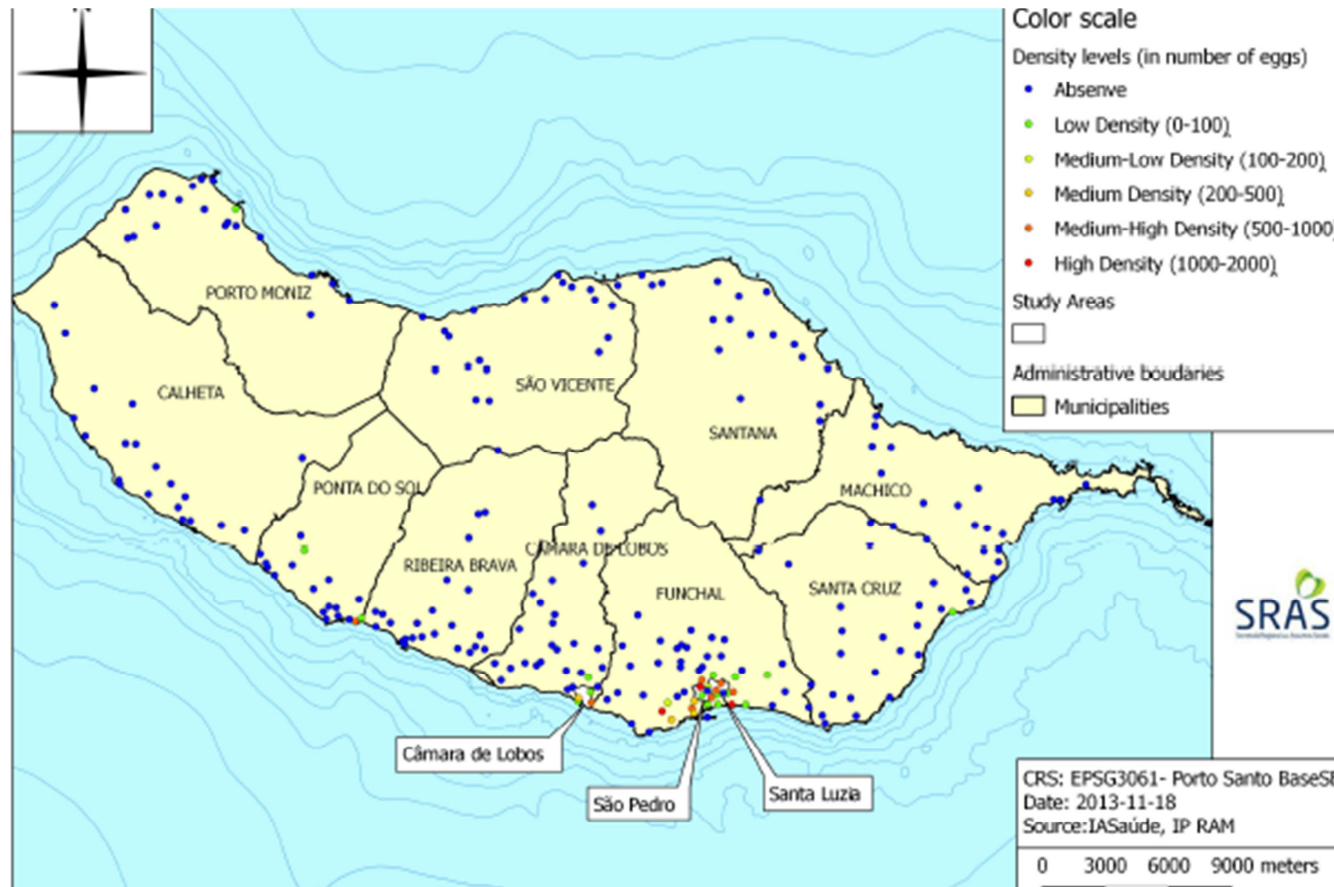 Color scale
Density levels (in number of eggs)
Absenve
Low Density (0-100)
Medium-Low Density (100-200)
Medium Density (200-500)
Medium-High Density (500-1000)
High Density (1000-2000)
Study Areas
Administrative boudaries
Municipalities
PORTO MONIZ
CALHETA
SÃO VICENTE
SANTANA
PONTA DO SOL
MACHICO
RIBEIRA BRAVA
CÂMARA DE LOBOS
FUNCHAL
SANTA CRUZ
SRAS
Câmara de Lobos
São Pedro
Santa Luzia
CRS: EPSG3061- Porto Santo BaseSE
Date: 2013-11-18
Source:IASaúde, IP RAM
0 3000 6000 9000 meters